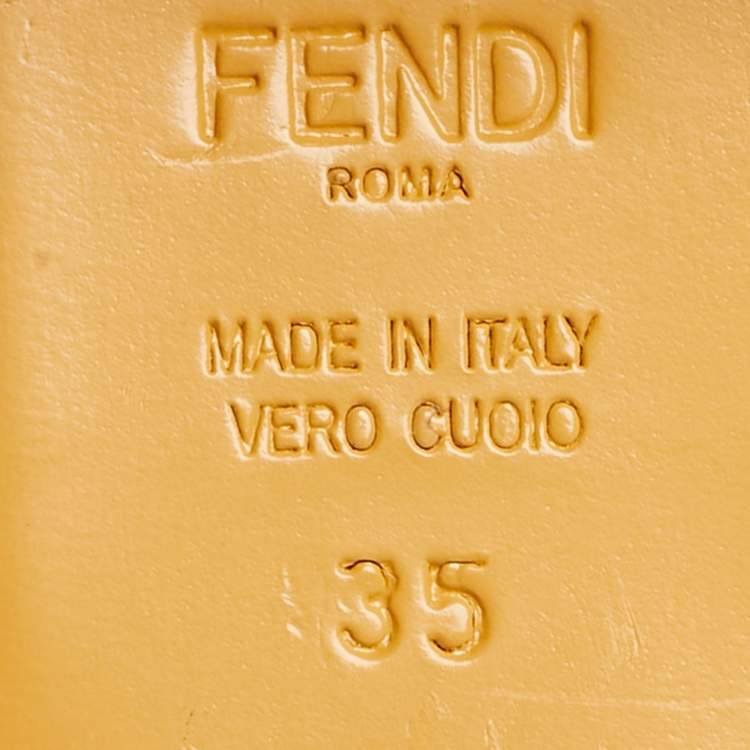 FENDI
ROMA
MADE IN ITALY
VERO CUOIO
35